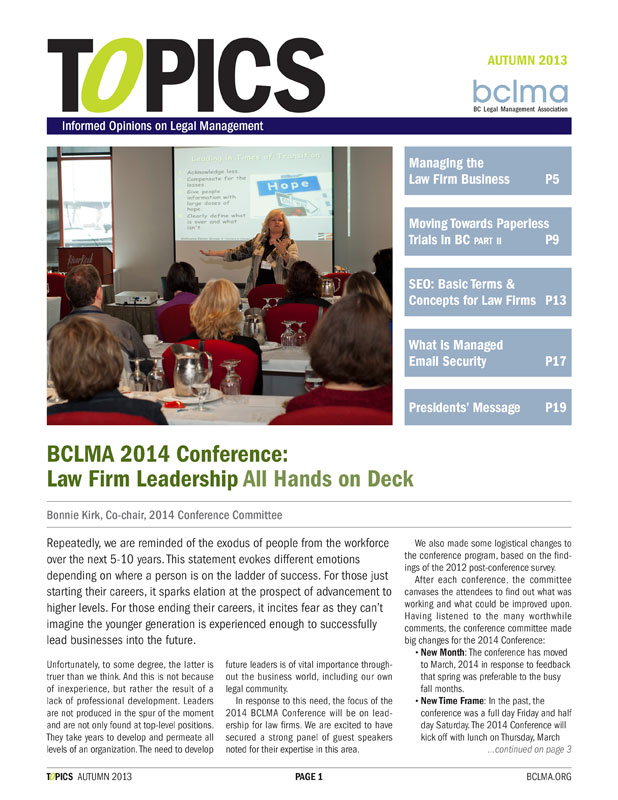 TOPICS
AUTUMN 2013
bclma
BC Legal Management Association
Informed Opinions on Legal Management
Leading in Times of Transition
Acknowledge loss.
Compensate for the
losses.
Give people
information with
large doses of
hope.
Clearly define what
is over and what
isn't.
Hope
Managing the
Law Firm Business P5
Moving Towards Paperless
Trials in BC PART II P9
SEO: Basic Terms &
Concepts for Law Firms P13
What is Managed
Email Security P17
Presidents' Message P19
BCLMA 2014 Conference:
Law Firm Leadership All Hands on Deck
Bonnie Kirk, Co-chair, 2014 Conference Committee
Repeatedly, we are reminded of the exodus of people from the workforce
over the next 5-10 years. This statement evokes different emotions
depending on where a person is on the ladder of success. For those just
starting their careers, it sparks elation at the prospect of advancement to
higher levels. For those ending their careers, it incites fear as they can't
imagine the younger generation is experienced enough to successfully
lead businesses into the future.
Unfortunately, to some degree, the latter is
truer than we think. And this is not because
of inexperience, but rather the result of a
lack of professional development. Leaders
are not produced in the spur of the moment
and are not only found at top-level positions.
They take years to develop and permeate all
levels of an organization. The need to develop
future leaders is of vital importance through-
out the business world, including our own
legal community.
In response to this need, the focus of the
2014 BCLMA Conference will be on lead-
ership for law firms. We are excited to have
secured a strong panel of guest speakers
noted for their expertise in this area.
We also made some logistical changes to
the conference program, based on the find-
ings of the 2012 post-conference survey.
After each conference, the committee
canvases the attendees to find out what was
working and what could be improved upon.
Having listened to the many worthwhile
comments, the conference committee made
big changes for the 2014 Conference:
• New Month: The conference has moved
to March, 2014 in response to feedback
that spring was preferable to the busy
fall months.
• New Time Frame: In the past, the
conference was a full day Friday and half
day Saturday. The 2014 Conference will
kick off with lunch on Thursday, March
...continued on page 3
TOPICS AUTUMN 2013
PAGE 1
BCLMA.ORG